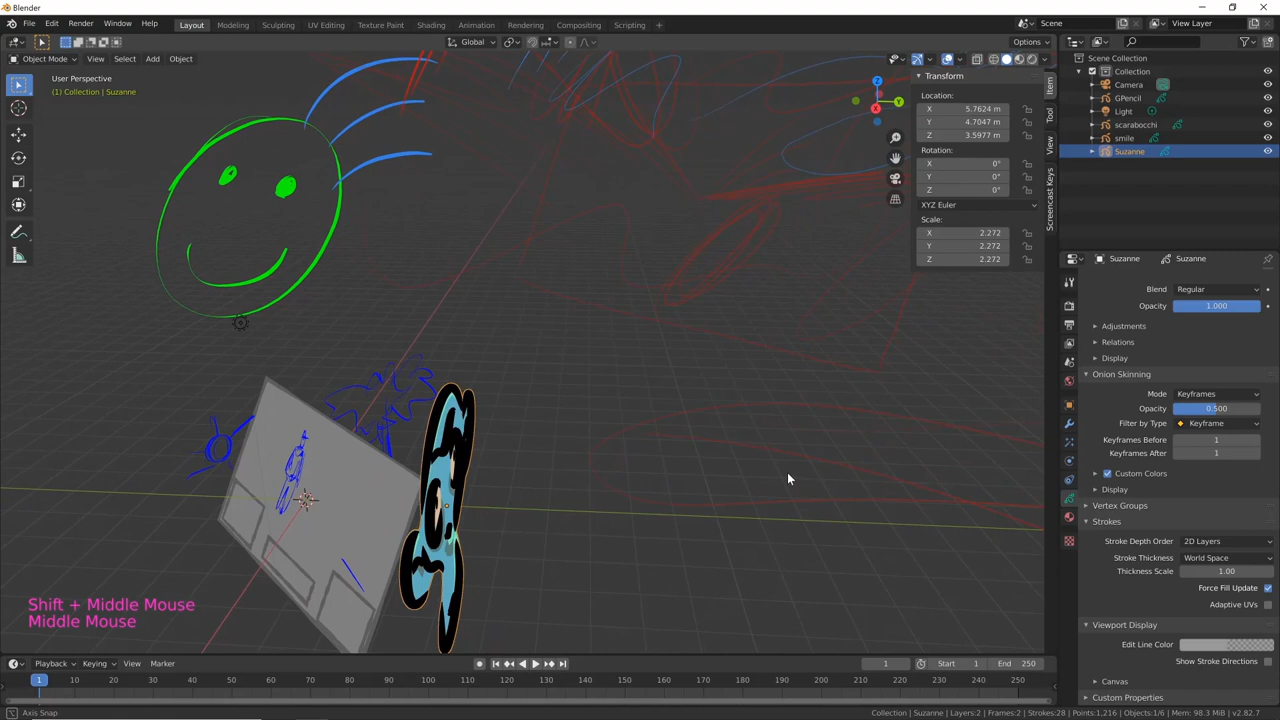 Blender
File Edit Render Window Help Layout Modeling Sculpting UV Editing Texture Paint Shading Animation Rendering Compositing Scripting + Scene View Layer
Global Options
Object Mode View Select Add Object
User Perspective
(1) Collection | Suzanne
Z
Y
X
Transform
Location:
X 5.7624 m
Y 4.7047 m
Z 3.5977 m
Rotation:
X 0°
Y 0°
Z 0°
XYZ Euler
Scale:
X 2.272
Y 2.272
Z 2.272
Item
Tool
View
Screencast Keys
Scene Collection
Collection
Camera
GPencil
Light
scarabocchi
smile
Suzanne
Suzanne Suzanne
Blend Regular
Opacity 1.000
Adjustments
Relations
Display
Onion Skinning
Mode Keyframes
Opacity 0.500
Filter by Type Keyframe
Keyframes Before 1
Keyframes After 1
Custom Colors
Display
Vertex Groups
Strokes
Stroke Depth Order 2D Layers
Stroke Thickness World Space
Thickness Scale 1.00
Force Fill Update
Adaptive UVs
Viewport Display
Edit Line Color
Show Stroke Directions
Canvas
Custom Properties
Shift + Middle Mouse
Middle Mouse
Playback Keying View Marker 1 Start 1 End 250
1 10 20 30 40 50 60 70 80 90 100 110 120 130 140 150 160 170 180 190 200 210 220 230 240 250
Axis Snap Collection | Suzanne | Layers:2 | Frames:2 | Strokes:28 | Points:1,216 | Objects:1/6 | Mem: 98.3 MiB | v2.82.7